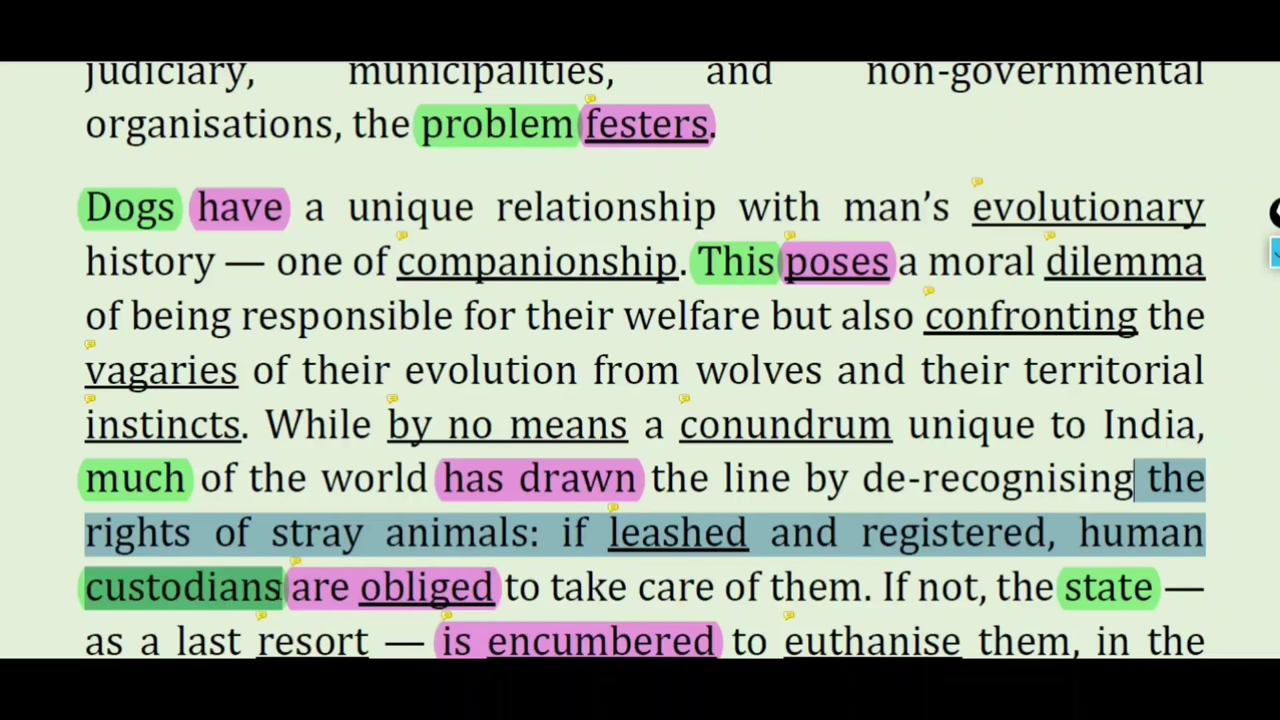 judiciary, municipalities, and non-governmental
organisations, the problem festers.
Dogs have a unique relationship with man’s evolutionary
history — one of companionship. This poses a moral dilemma
of being responsible for their welfare but also confronting the
vagaries of their evolution from wolves and their territorial
instincts. While by no means a conundrum unique to India,
much of the world has drawn the line by de-recognising the
rights of stray animals: if leashed and registered, human
custodians are obliged to take care of them. If not, the state —
as a last resort — is encumbered to euthanise them, in the